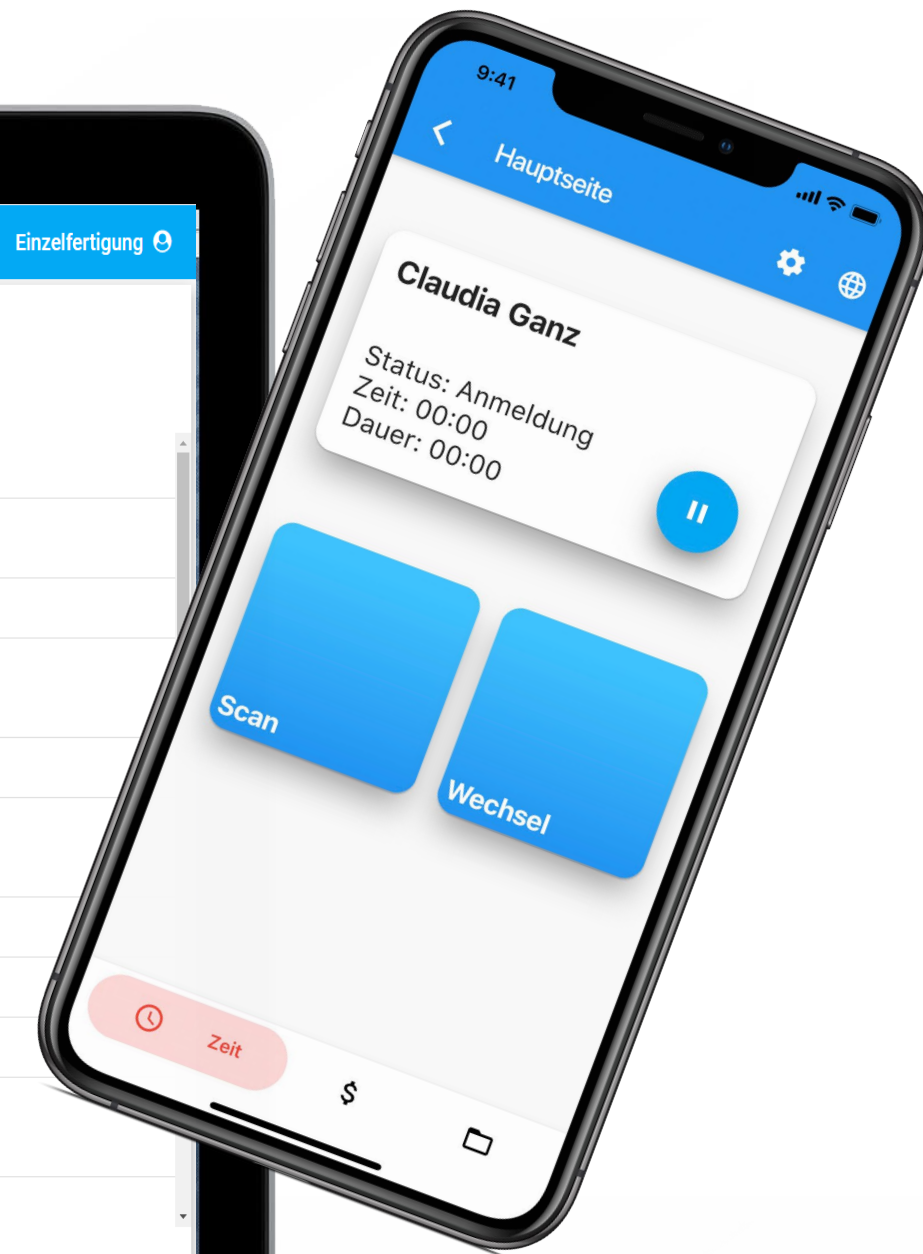 Einzelfertigung
9:41
Hauptseite
Claudia Ganz
Status: Anmeldung
Zeit: 00:00
Dauer: 00:00
Scan
Wechsel
Zeit
$